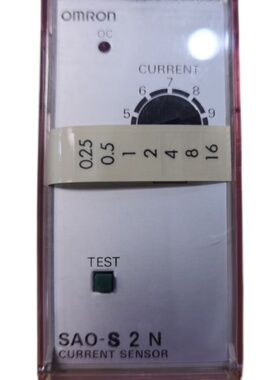 OMRON
OC
CURRENT
5 6 7 8 9
0.25 0.5 1 2 4 8 16
TEST
SAO-S 2 N
CURRENT SENSOR